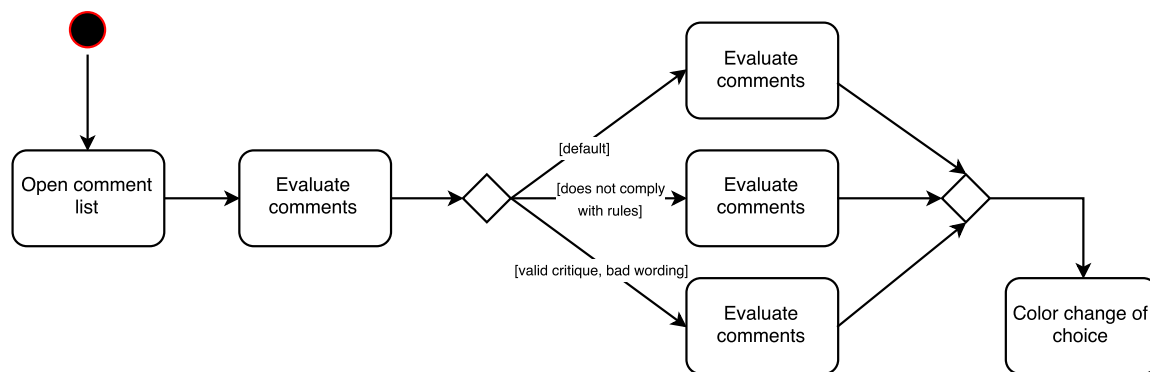 Open comment
list
Evaluate
comments
[default]
[does not comply
with rules]
[valid critique, bad wording]
Evaluate
comments
Evaluate
comments
Evaluate
comments
Color change of
choice